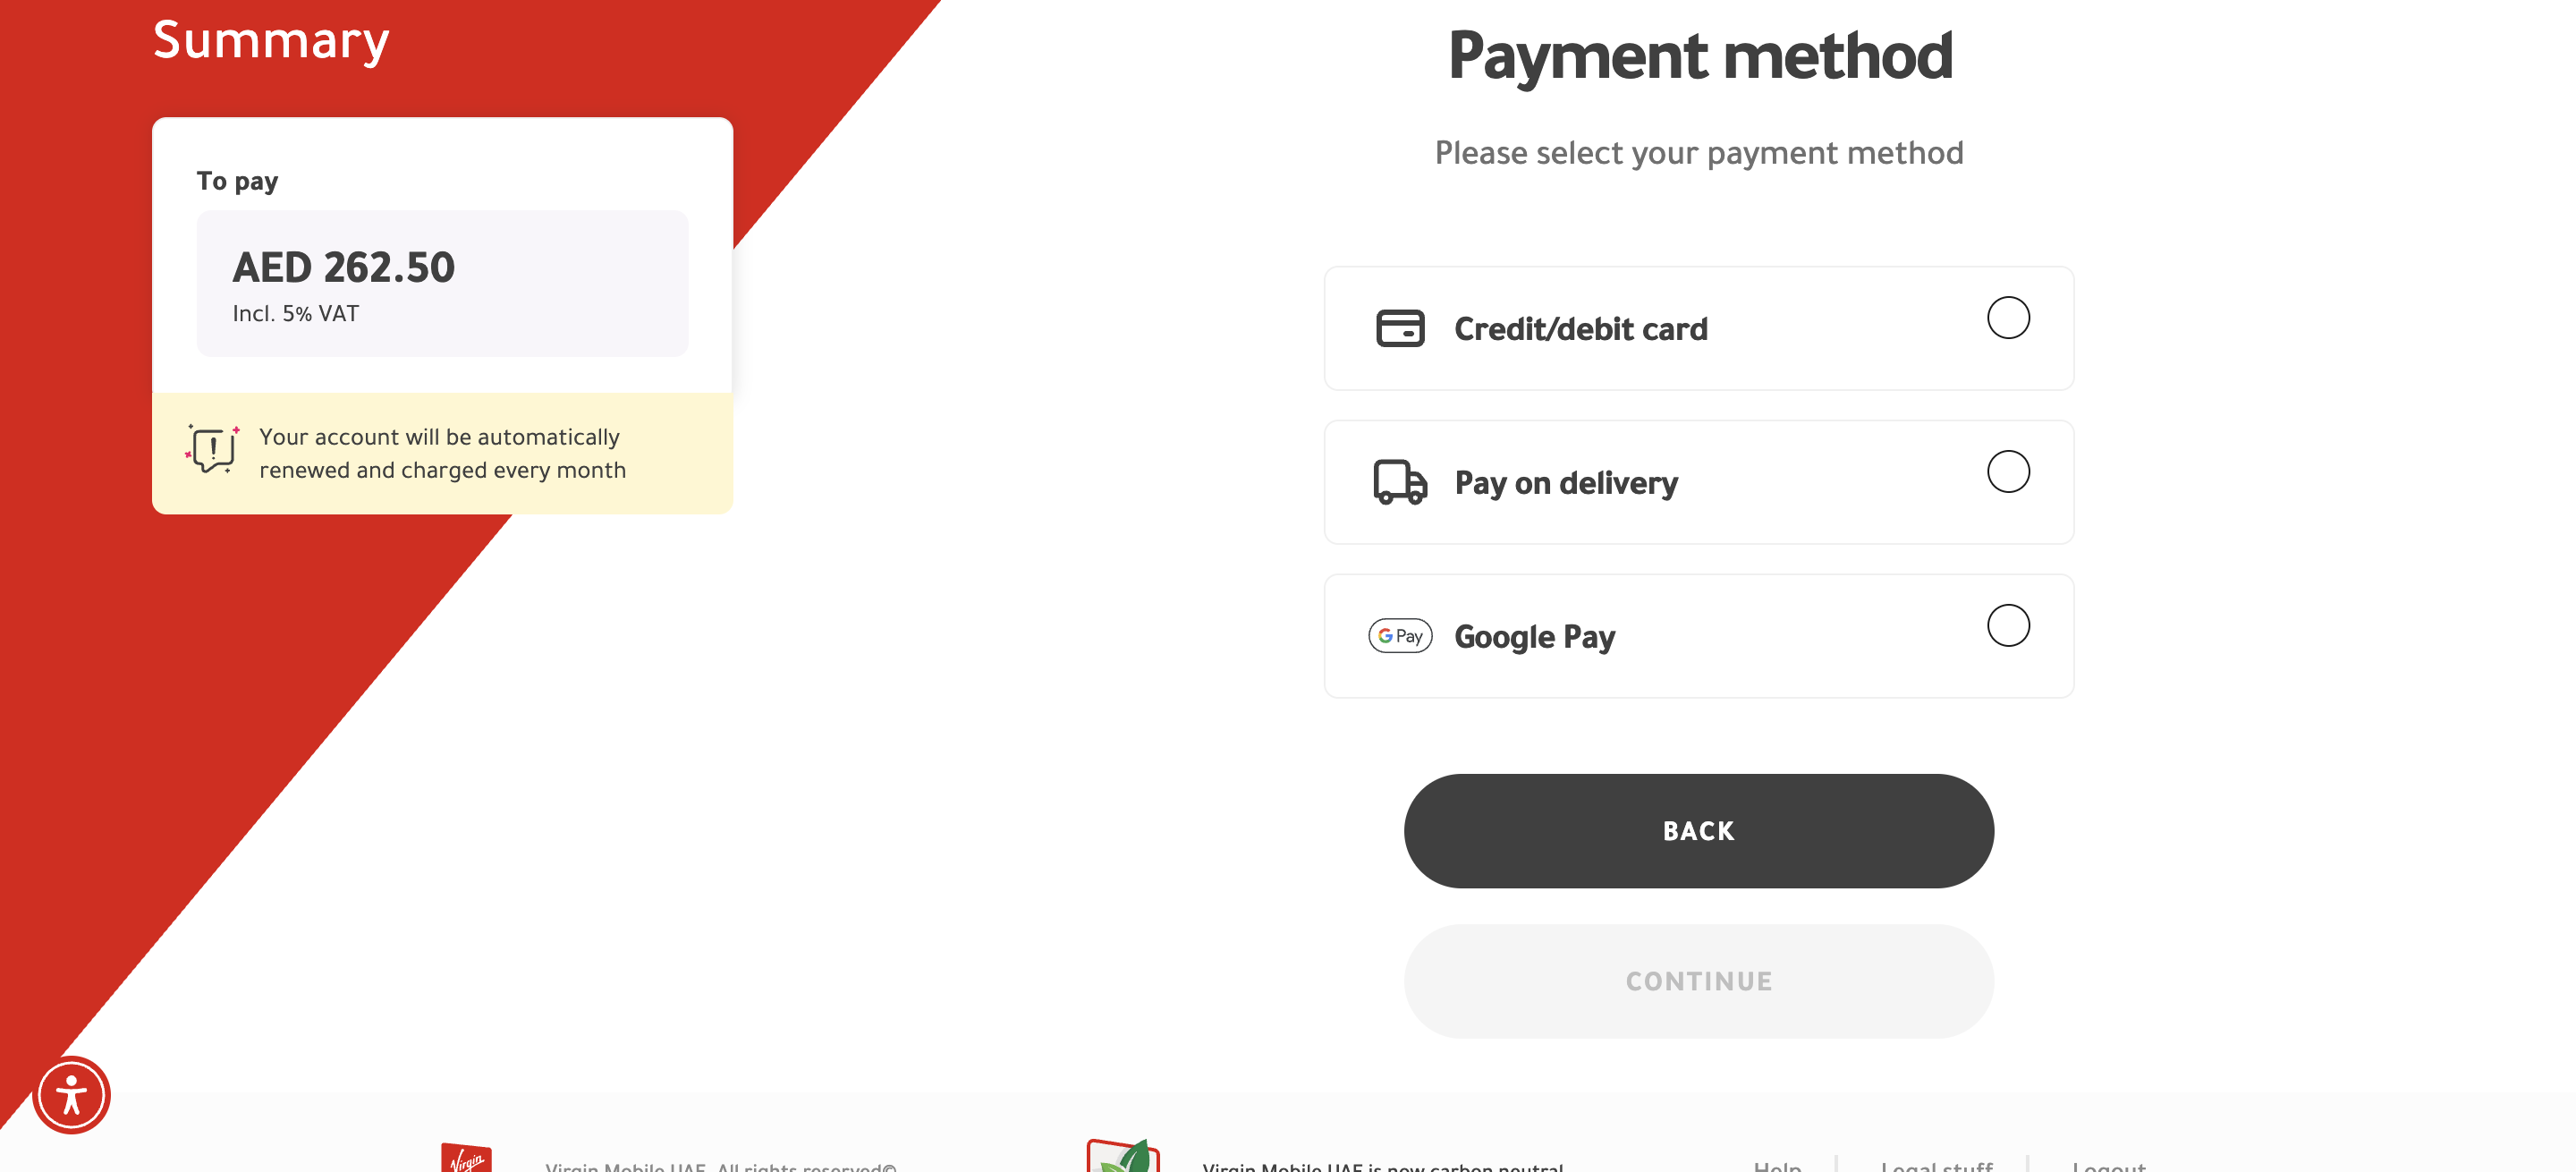 Summary
To pay
AED 262.50
Incl. 5% VAT
Your account will be automatically
renewed and charged every month
Payment method
Please select your payment method
Credit/debit card
Pay on delivery
G Pay Google Pay
BACK
CONTINUE
Virgin
Virgin Mobile UAE. All rights reserved©
Virgin Mobile UAE is now carbon neutral
Help
Legal stuff
Logout